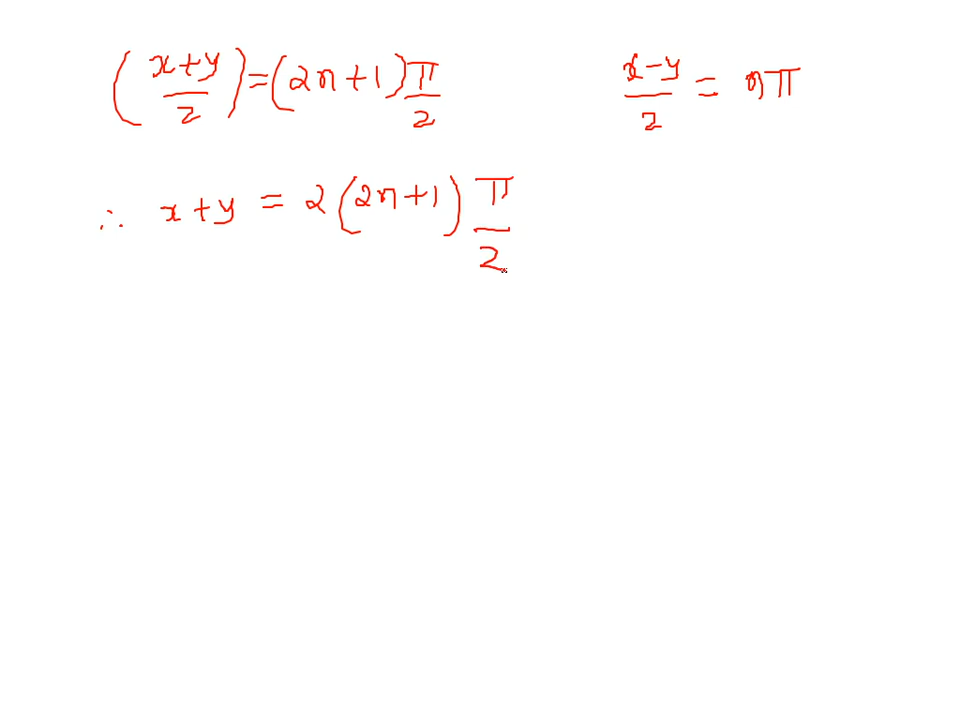 (x+y/2) = (2n+1) π/2    x-y/2 = nπ
∴ x+y = 2(2n+1) π/2